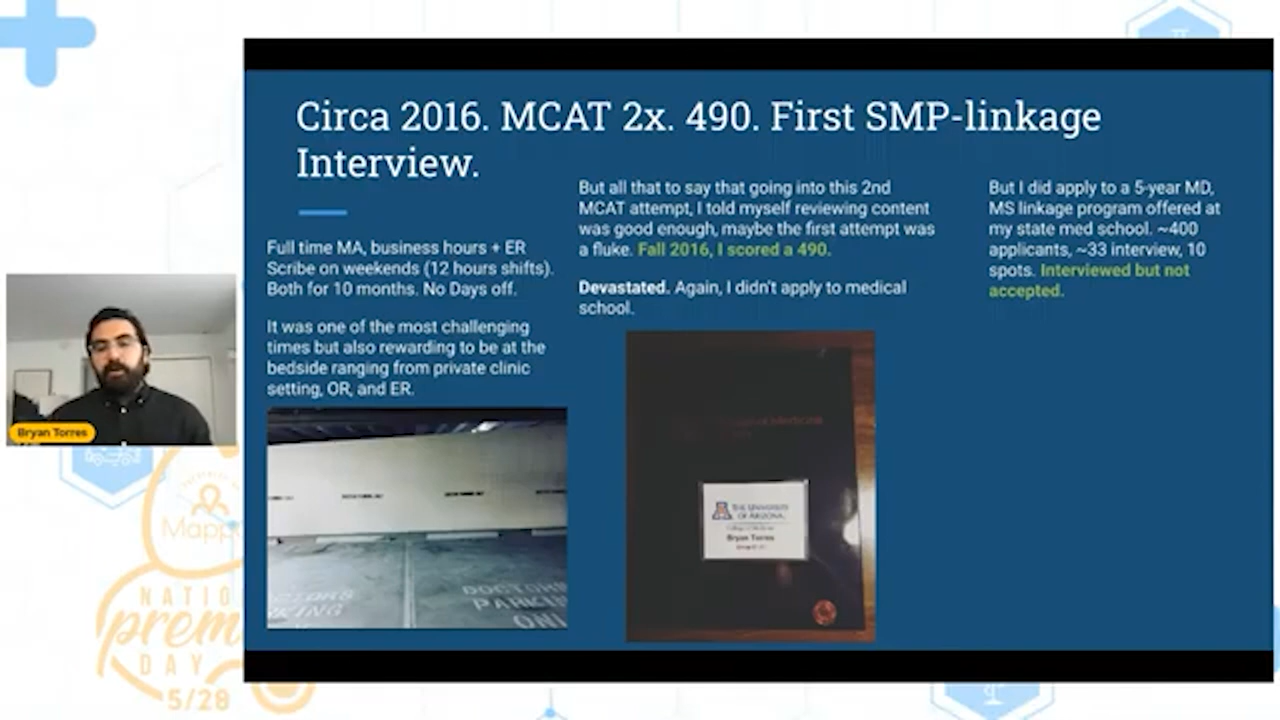 Circa 2016. MCAT 2x. 490. First SMP-linkage
Interview.
Full time MA, business hours + ER
Scribe on weekends (12 hours shifts).
Both for 10 months. No Days off.
It was one of the most challenging
times but also rewarding to be at the
bedside ranging from private clinic
setting, OR, and ER.
But all that to say that going into this 2nd
MCAT attempt, I told myself reviewing content
was good enough, maybe the first attempt was
a fluke. Fall 2016, I scored a 490.
Devastated. Again, I didn't apply to medical
school.
But I did apply to a 5-year MD,
MS linkage program offered at
my state med school. ~400
applicants, ~33 interview, 10
spots. Interviewed but not
accepted.
DOCTORS
PARKING
ONL
of Medicine
THE UNIVERSITY
OF ARIZONA
Bryan Torres
Bryan Torres
Mapp
NATIO
prem
DAY
5/28